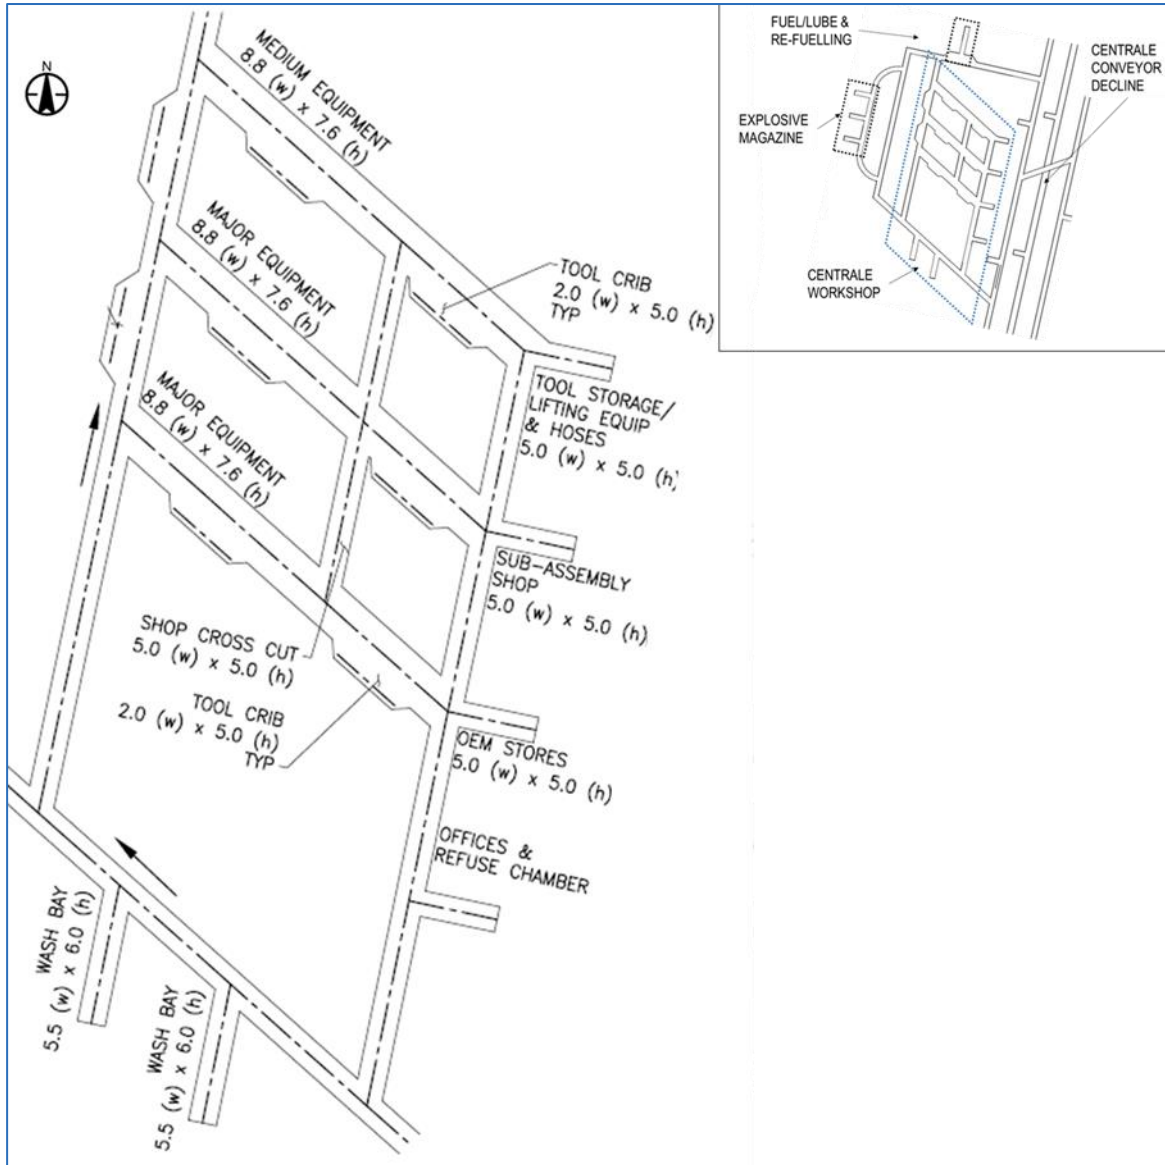 N
MEDIUM EQUIPMENT
8.8 (w) x 7.6 (h)
MAJOR EQUIPMENT
8.8 (w) x 7.6 (h)
MAJOR EQUIPMENT
8.8 (w) x 7.6 (h)
TOOL CRIB
2.0 (w) x 5.0 (h)
TYP
TOOL STORAGE/
LIFTING EQUIP
& HOSES
5.0 (w) x 5.0 (h)
SUB-ASSEMBLY
SHOP
5.0 (w) x 5.0 (h)
SHOP CROSS CUT
5.0 (w) x 5.0 (h)
TOOL CRIB
2.0 (w) x 5.0 (h)
TYP
OEM STORES
5.0 (w) x 5.0 (h)
OFFICES &
REFUSE CHAMBER
WASH BAY
5.5 (w) x 6.0 (h)
WASH BAY
5.5 (w) x 6.0 (h)
FUEL/LUBE &
RE-FUELLING
CENTRALE
CONVEYOR
DECLINE
EXPLOSIVE
MAGAZINE
CENTRALE
WORKSHOP